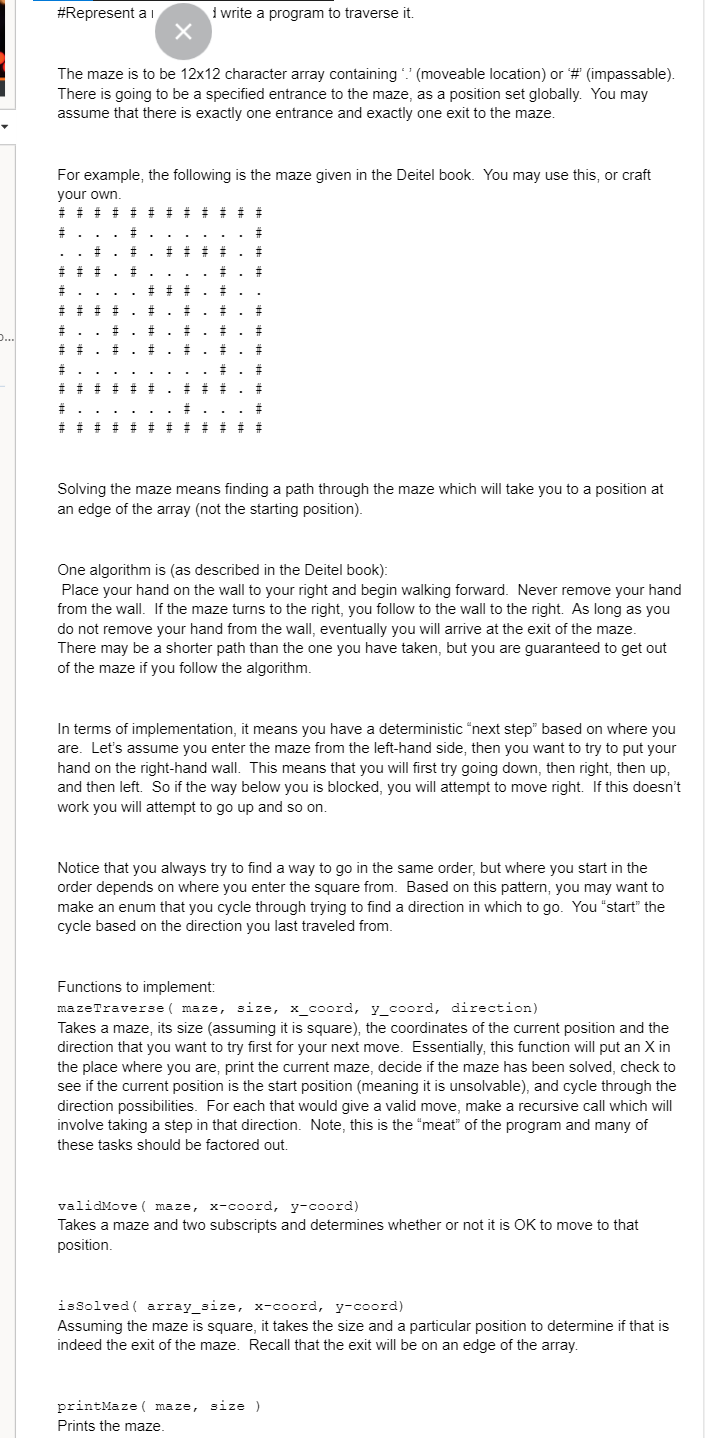 #Represent a write a program to traverse it.
The maze is to be 12x12 character array containing ‘.’ (moveable location) or ‘#’ (impassable).
There is going to be a specified entrance to the maze, as a position set globally. You may
assume that there is exactly one entrance and exactly one exit to the maze.
For example, the following is the maze given in the Deitel book. You may use this, or craft
your own.
# # # # # # # # # # # #
# . . . # . . . . . . #
. . # . # . # # # # . #
# # # . # . . . . # . #
# . . . . # # # . # . .
# # # # . # . # . # . #
# . . # . # . # . # . #
# # . # . # . # . # . #
# . . . . . . . . # . #
# # # # # # . # # # . #
# . . . . . . # . . . #
# # # # # # # # # # # #
Solving the maze means finding a path through the maze which will take you to a position at
an edge of the array (not the starting position).
One algorithm is (as described in the Deitel book):
Place your hand on the wall to your right and begin walking forward. Never remove your hand
from the wall. If the maze turns to the right, you follow to the wall to the right. As long as you
do not remove your hand from the wall, eventually you will arrive at the exit of the maze.
There may be a shorter path than the one you have taken, but you are guaranteed to get out
of the maze if you follow the algorithm.
In terms of implementation, it means you have a deterministic “next step” based on where you
are. Let’s assume you enter the maze from the left-hand side, then you want to try to put your
hand on the right-hand wall. This means that you will first try going down, then right, then up,
and then left. So if the way below you is blocked, you will attempt to move right. If this doesn’t
work you will attempt to go up and so on.
Notice that you always try to find a way to go in the same order, but where you start in the
order depends on where you enter the square from. Based on this pattern, you may want to
make an enum that you cycle through trying to find a direction in which to go. You “start” the
cycle based on the direction you last traveled from.
Functions to implement:
mazeTraverse( maze, size, x_coord, y_coord, direction)
Takes a maze, its size (assuming it is square), the coordinates of the current position and the
direction that you want to try first for your next move. Essentially, this function will put an X in
the place where you are, print the current maze, decide if the maze has been solved, check to
see if the current position is the start position (meaning it is unsolvable), and cycle through the
direction possibilities. For each that would give a valid move, make a recursive call which will
involve taking a step in that direction. Note, this is the “meat” of the program and many of
these tasks should be factored out.
validMove( maze, x-coord, y-coord)
Takes a maze and two subscripts and determines whether or not it is OK to move to that
position.
isSolved( array_size, x-coord, y-coord)
Assuming the maze is square, it takes the size and a particular position to determine if that is
indeed the exit of the maze. Recall that the exit will be on an edge of the array.
printMaze( maze, size )
Prints the maze.